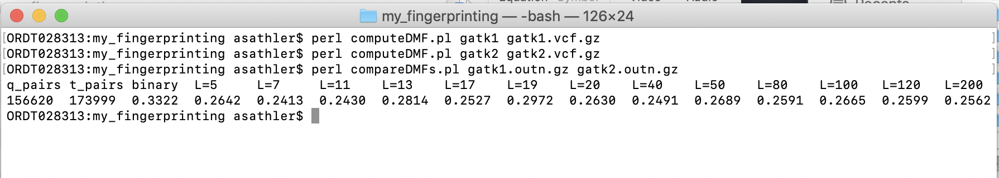 my_fingerprinting — -bash — 126×24
[ORDT028313:my_fingerprinting asathler$ perl computeDMF.pl gatk1 gatk1.vcf.gz ]
[ORDT028313:my_fingerprinting asathler$ perl computeDMF.pl gatk2 gatk2.vcf.gz ]
[ORDT028313:my_fingerprinting asathler$ perl compareDMFs.pl gatk1.outn.gz gatk2.outn.gz ]
q_pairs t_pairs binary L=5 L=7 L=11 L=13 L=17 L=19 L=20 L=40 L=50 L=80 L=100 L=120 L=200
156620 173999 0.3322 0.2642 0.2413 0.2430 0.2814 0.2527 0.2972 0.2630 0.2491 0.2689 0.2591 0.2665 0.2599 0.2562
ORDT028313:my_fingerprinting asathler$